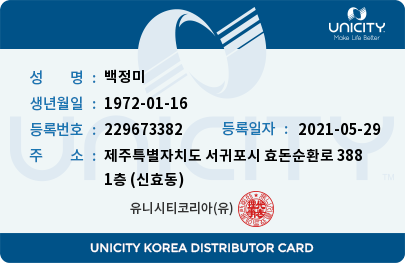 UNICITY
Make Life Better
성 명 : 백정미
생년월일 : 1972-01-16
등록번호 : 229673382 등록일자 : 2021-05-29
주 소 : 제주특별자치도 서귀포시 효돈순환로 388
1층 (신효동)
UNICITY
TM
유니시티코리아(유)
UNICITY KOREA DISTRIBUTOR CARD